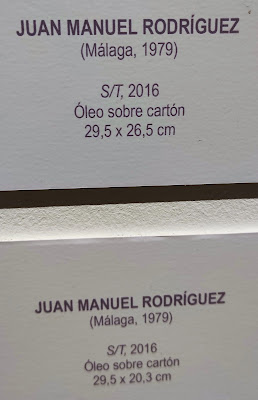 JUAN MANUEL RODRÍGUEZ
(Málaga, 1979)
S/T, 2016
Óleo sobre cartón
29,5 x 26,5 cm
JUAN MANUEL RODRÍGUEZ
(Málaga, 1979)
S/T, 2016
Óleo sobre cartón
29,5 x 20,3 cm